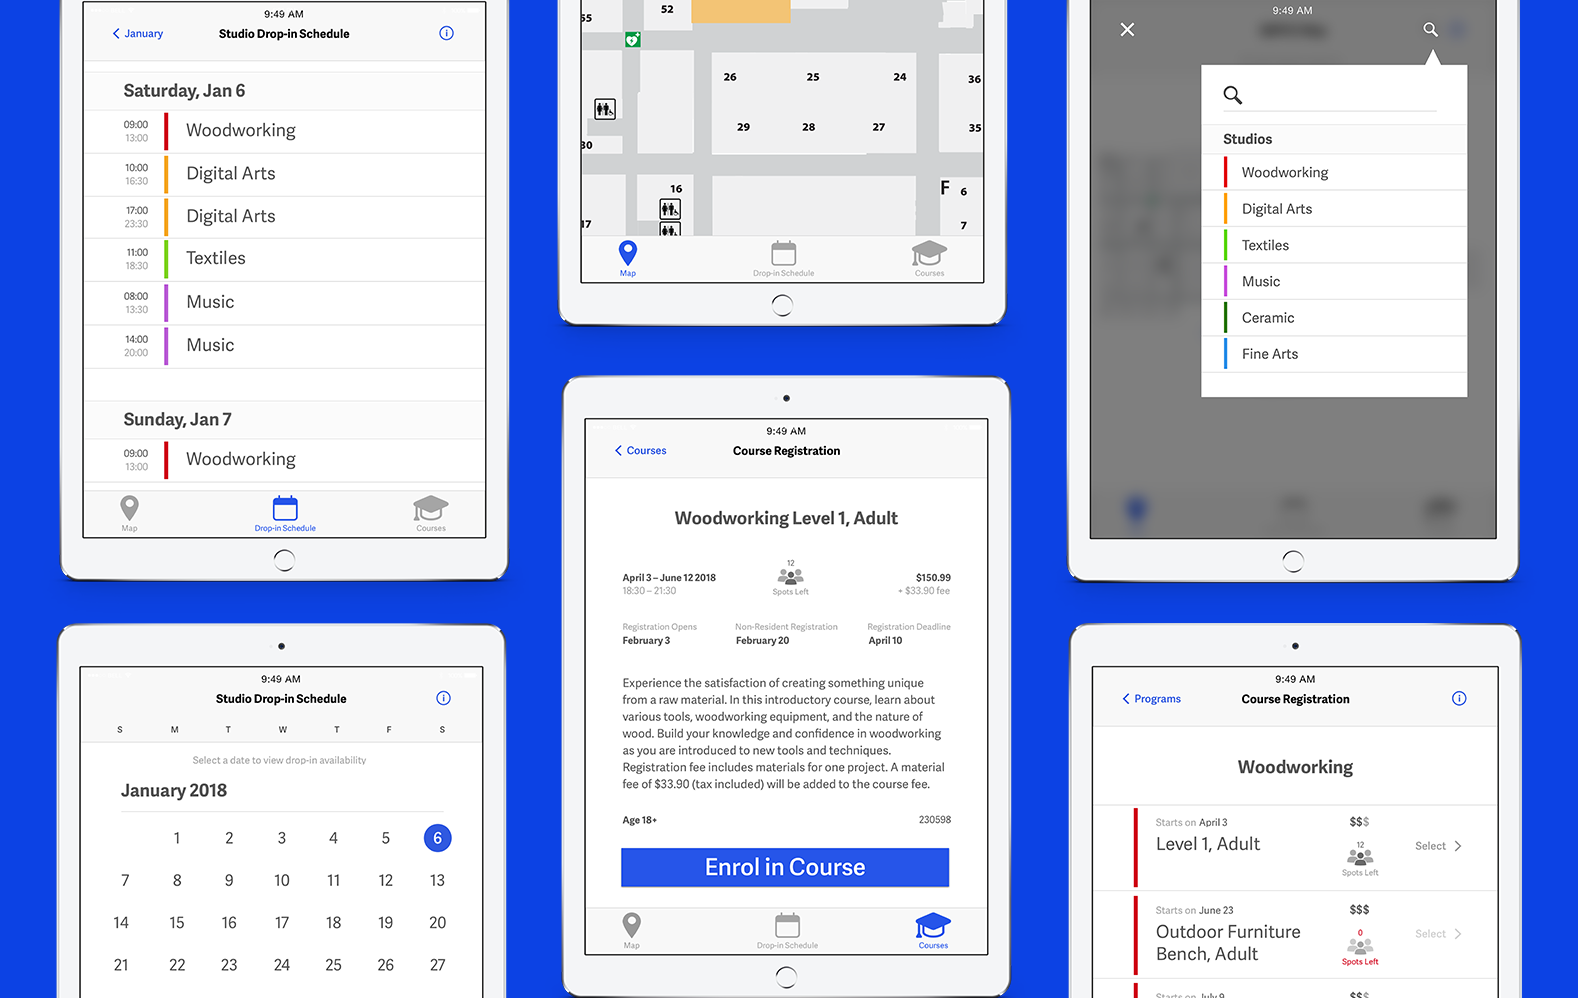 9:49 AM
January
Studio Drop-in Schedule
Saturday, Jan 6
09:00
13:00
Woodworking
10:00
16:30
Digital Arts
17:00
23:30
Digital Arts
11:00
18:30
Textiles
08:00
13:30
Music
14:00
20:00
Music
Sunday, Jan 7
09:00
13:00
Woodworking
Map
Drop-in Schedule
Courses
9:49 AM
Studio Drop-in Schedule
S M T W T F S
Select a date to view drop-in availability
January 2018
1 2 3 4 5 6
7 8 9 10 11 12 13
14 15 16 17 18 19 20
21 22 23 24 25 26 27
55 52
26 25 24 36
29 28 27 35
30
16 F 6
17 7
Map
Drop-in Schedule
Courses
9:49 AM
Courses
Course Registration
Woodworking Level 1, Adult
April 3 – June 12 2018
18:30 – 21:30
12
Spots Left
$150.99
+ $33.90 fee
Registration Opens
February 3
Non-Resident Registration
February 20
Registration Deadline
April 10
Experience the satisfaction of creating something unique
from a raw material. In this introductory course, learn about
various tools, woodworking equipment, and the nature of
wood. Build your knowledge and confidence in woodworking
as you are introduced to new tools and techniques.
Registration fee includes materials for one project. A material
fee of $33.90 (tax included) will be added to the course fee.
Age 18+
230598
Enrol in Course
Map
Drop-in Schedule
Courses
9:49 AM
Studios
Woodworking
Digital Arts
Textiles
Music
Ceramic
Fine Arts
9:49 AM
Programs
Course Registration
Woodworking
Starts on April 3
Level 1, Adult
$$$
12
Spots Left
Select
Starts on June 23
Outdoor Furniture
Bench, Adult
$$$
0
Spots Left
Select
Starts on July 9
$$$